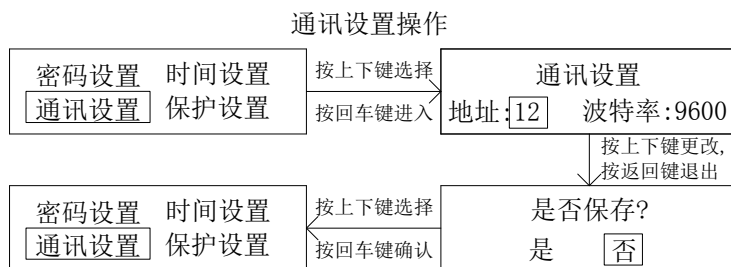 通讯设置操作
密码设置 时间设置
通讯设置 保护设置
按上下键选择
按回车键进入
通讯设置
地址:12 波特率:9600
按上下键更改,
按返回键退出
是否保存?
是 否
按上下键选择
按回车键确认
密码设置 时间设置
通讯设置 保护设置